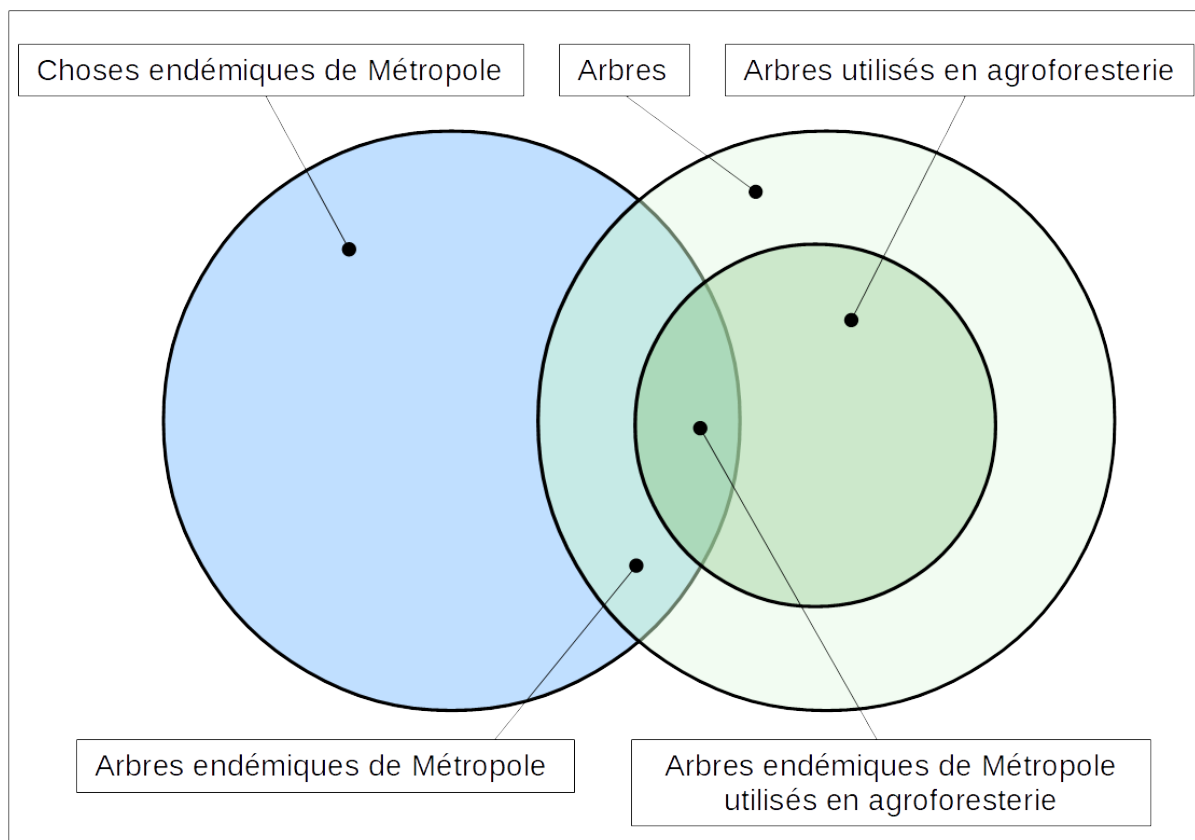 Choses endémiques de Métropole
Arbres
Arbres utilisés en agroforesterie
Arbres endémiques de Métropole
Arbres endémiques de Métropole
utilisés en agroforesterie